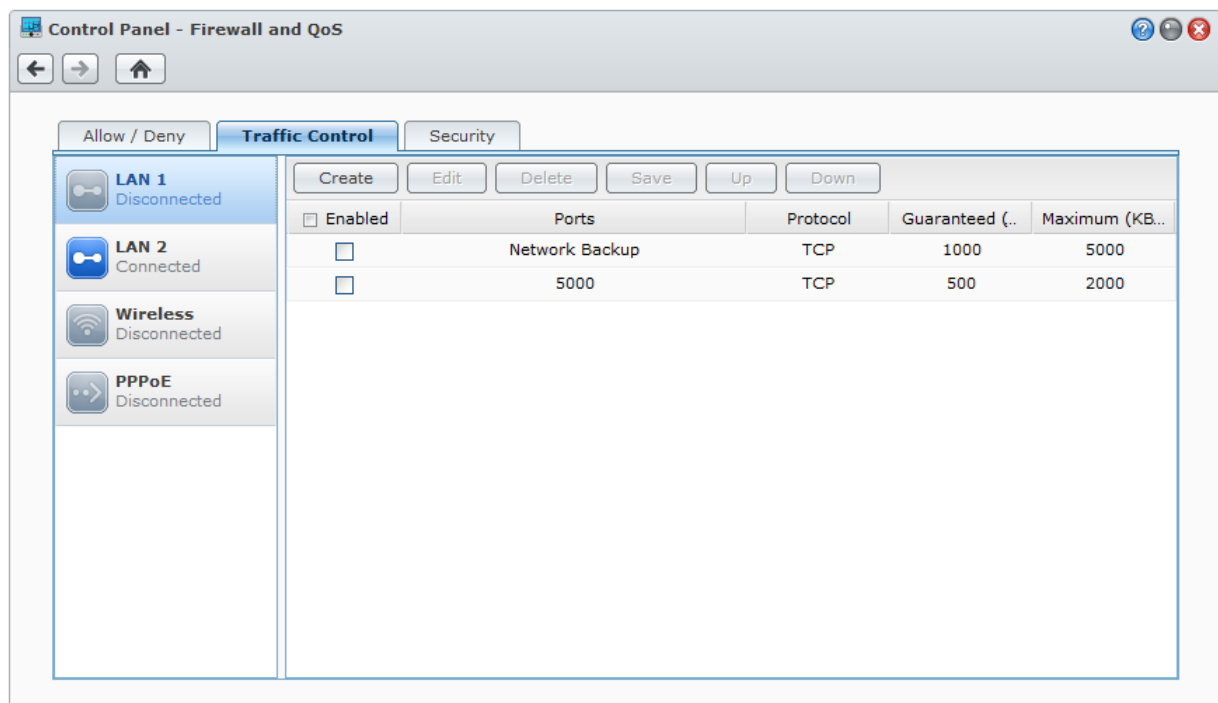 Control Panel - Firewall and QoS
Allow / Deny Traffic Control Security
LAN 1
Disconnected
LAN 2
Connected
Wireless
Disconnected
PPPoE
Disconnected
Create Edit Delete Save Up Down
Enabled Ports Protocol Guaranteed (.. Maximum (KB...
Network Backup TCP 1000 5000
5000 TCP 500 2000